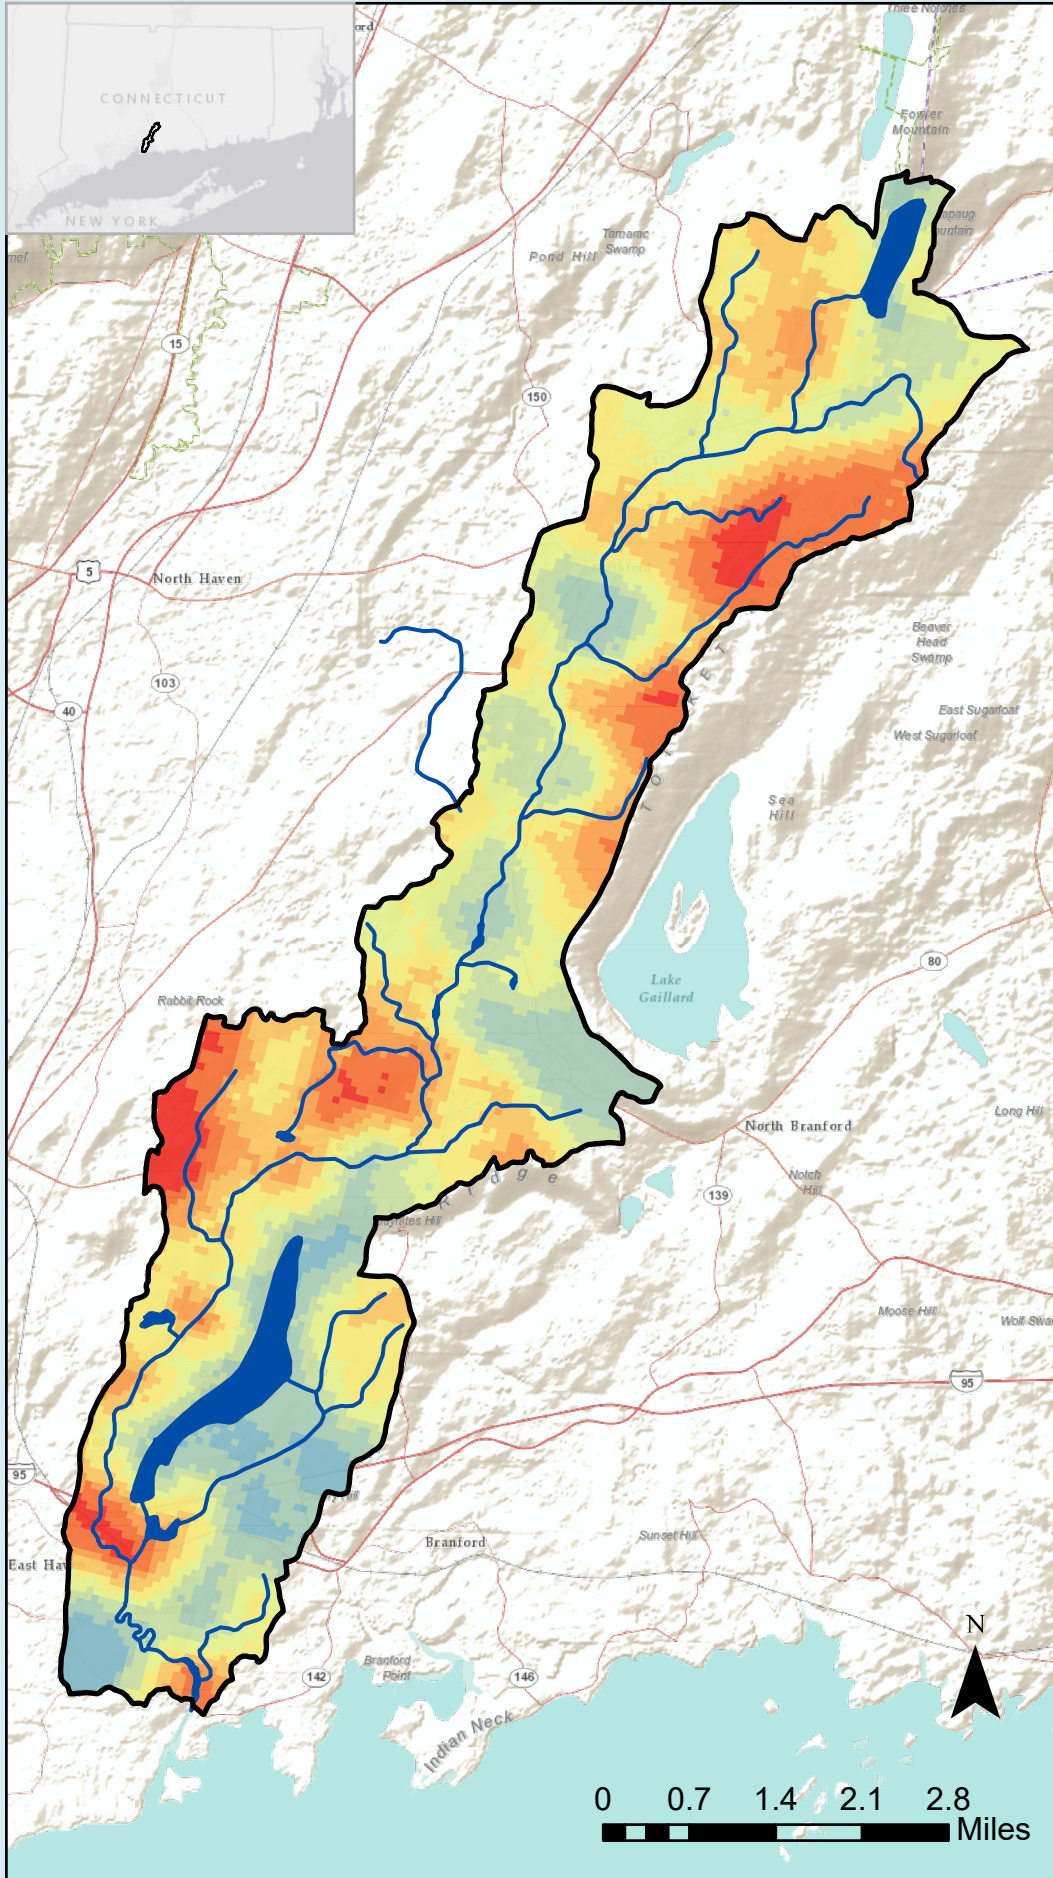 Three Notches
CONNECTICUT
NEW YORK
Fowler
Mountain
Tamarac
Swamp
Pond Hill
15
150
5
North Haven
Beaver
Head
Swamp
103
40
East Sugarloaf
West Sugarloaf
Sea
Hill
80
Lake
Gaillard
Rabbit Rock
Long Hill
North Branford
Notch
Hill
139
Ridge
Moose Hill
95
95
Branford
Sunset Hill
N
Branford
Point
142
146
Indian Neck
0 0.7 1.4 2.1 2.8
Miles